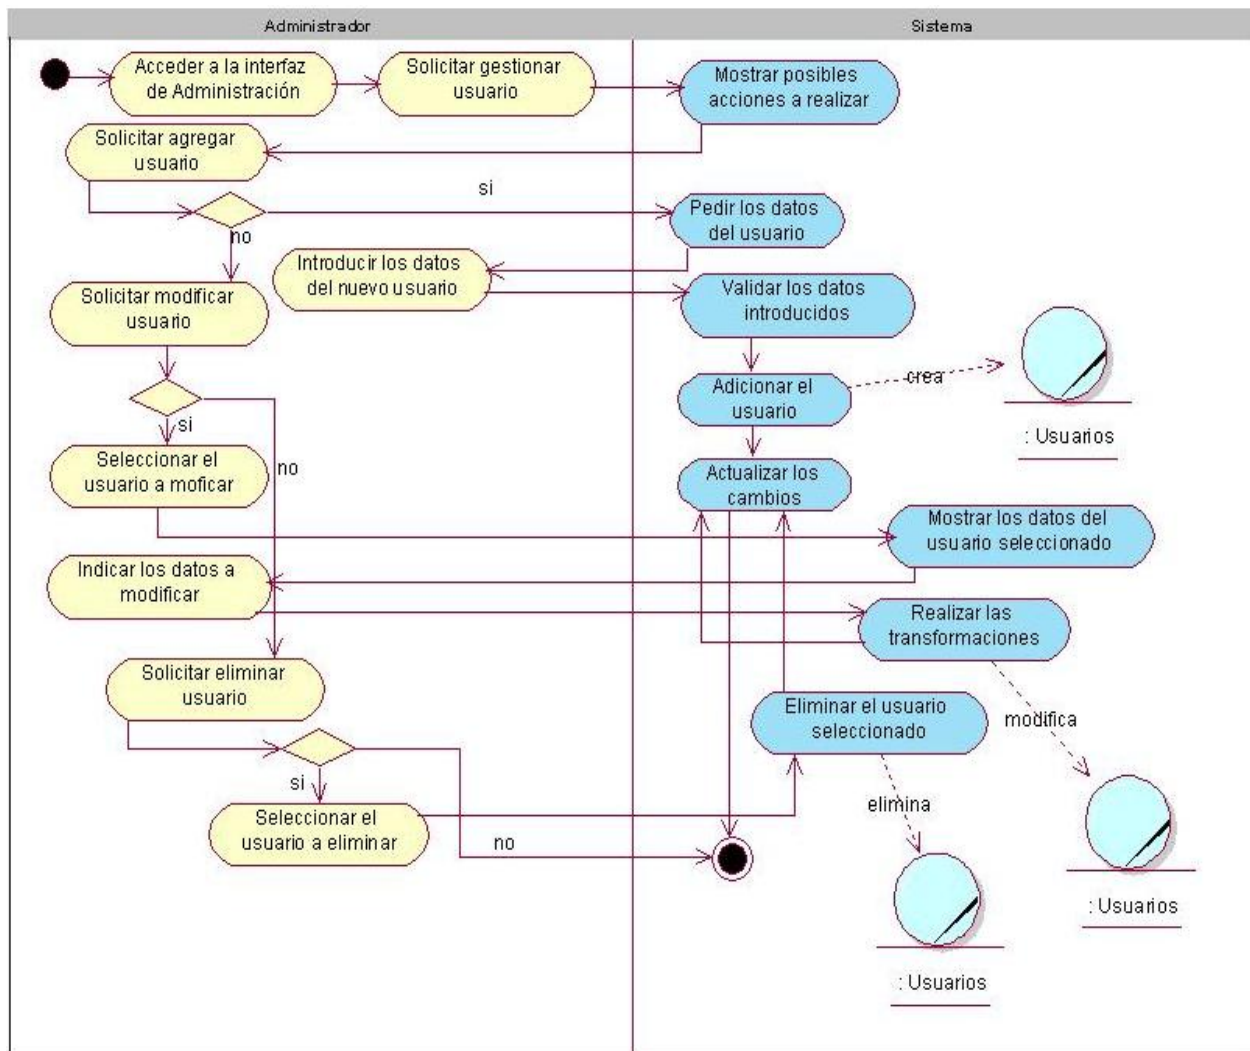 Administrador
Sistema
Acceder a la interfaz
de Administración
Solicitar gestionar
usuario
Mostrar posibles
acciones a realizar
Solicitar agregar
usuario
si
no
Pedir los datos
del usuario
Introducir los datos
del nuevo usuario
Validar los datos
introducidos
Solicitar modificar
usuario
Adicionar el
usuario
crea
: Usuarios
si
no
Seleccionar el
usuario a moficar
Actualizar los
cambios
Mostrar los datos del
usuario seleccionado
Indicar los datos a
modificar
Realizar las
transformaciones
Solicitar eliminar
usuario
Eliminar el usuario
seleccionado
modifica
si
elimina
Seleccionar el
usuario a eliminar
no
: Usuarios
: Usuarios